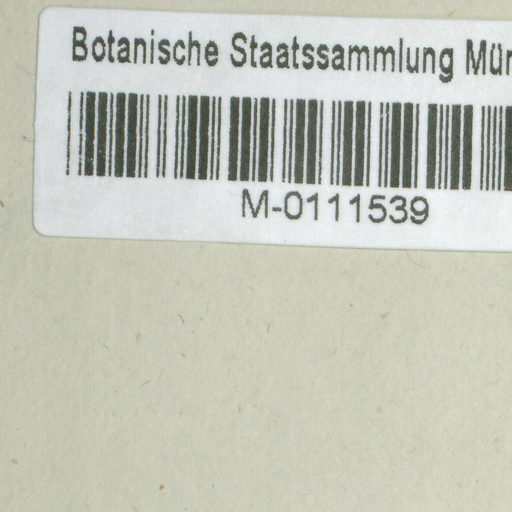 Botanische Staatssammlung Mün
M-0111539